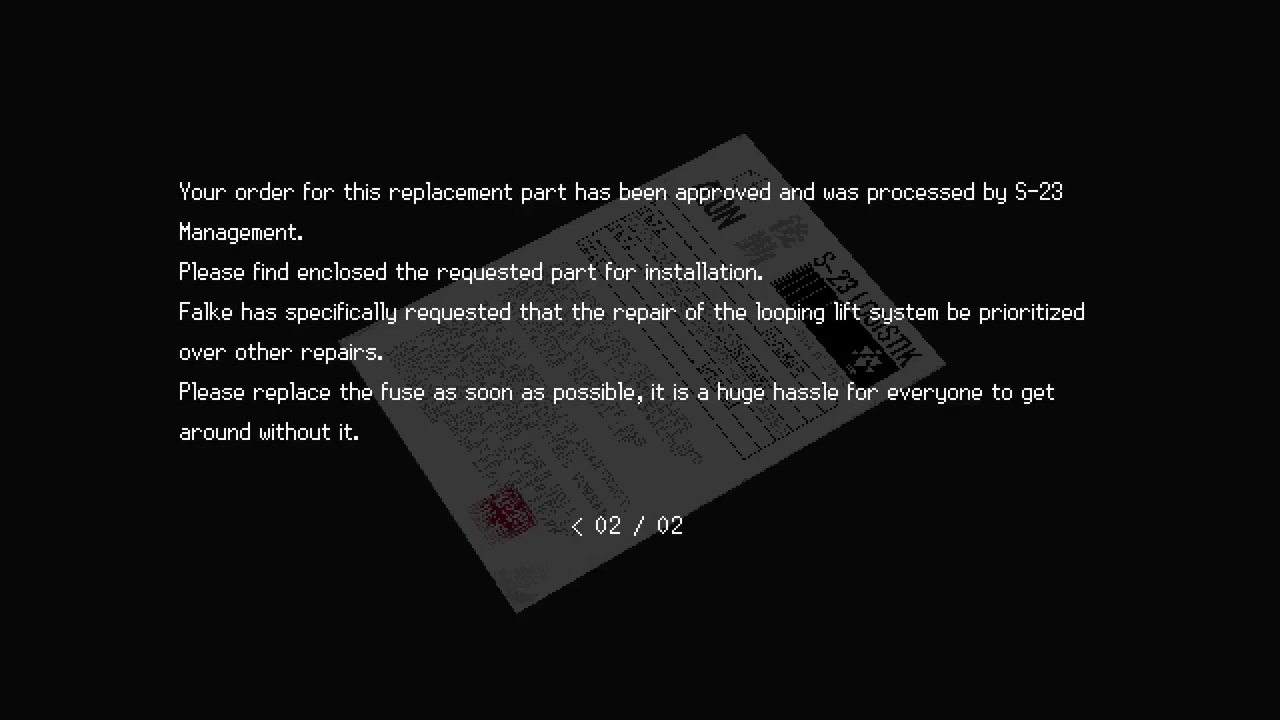 Your order for this replacement part has been approved and was processed by S-23
Management.
Please find enclosed the requested part for installation.
Falke has specifically requested that the repair of the looping lift system be prioritized
over other repairs.
Please replace the fuse as soon as possible, it is a huge hassle for everyone to get
around without it.
< 02 / 02
S-23 LOGISTIK